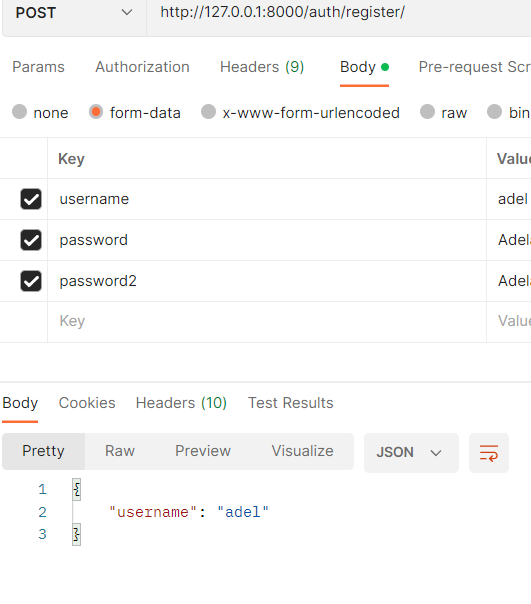 POST http://127.0.0.1:8000/auth/register/
Params Authorization Headers (9) Body Pre-request Scr
none form-data x-www-form-urlencoded raw bin
Key Valu
username adel
password Adel
password2 Adel
Key Valu
Body Cookies Headers (10) Test Results
Pretty Raw Preview Visualize JSON
1 {
2 "username": "adel"
3 }